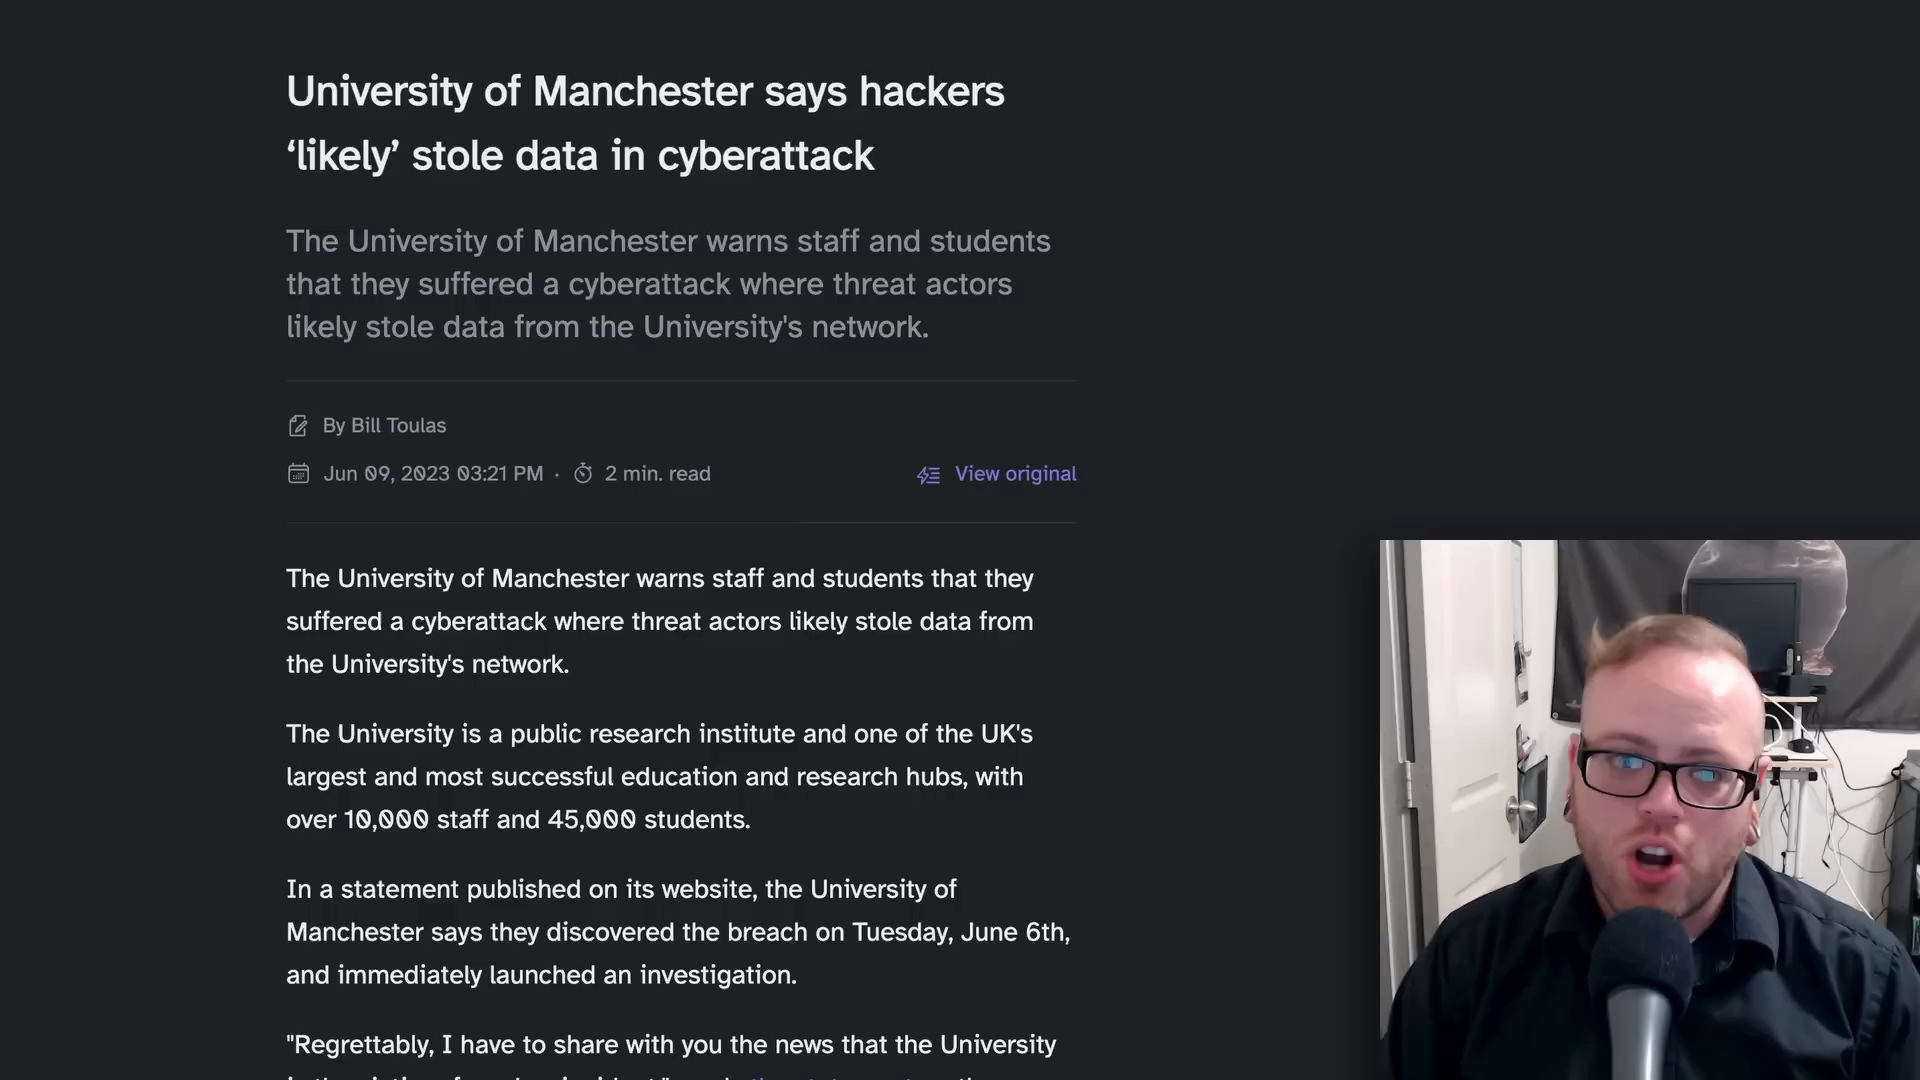 University of Manchester says hackers
‘likely’ stole data in cyberattack
The University of Manchester warns staff and students
that they suffered a cyberattack where threat actors
likely stole data from the University's network.
By Bill Toulas
Jun 09, 2023 03:21 PM · 2 min. read
View original
The University of Manchester warns staff and students that they
suffered a cyberattack where threat actors likely stole data from
the University's network.
The University is a public research institute and one of the UK's
largest and most successful education and research hubs, with
over 10,000 staff and 45,000 students.
In a statement published on its website, the University of
Manchester says they discovered the breach on Tuesday, June 6th,
and immediately launched an investigation.
"Regrettably, I have to share with you the news that the University